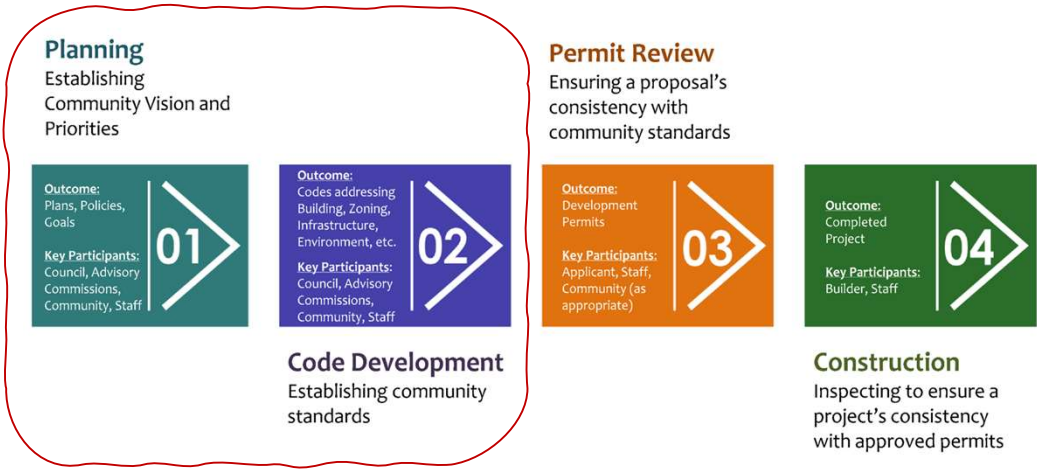 Planning
Establishing
Community Vision and
Priorities
Outcome:
Plans, Policies,
Goals
Key Participants:
Council, Advisory
Commissions,
Community, Staff
01
Outcome:
Codes addressing
Building, Zoning,
Infrastructure,
Environment, etc.
Key Participants:
Council, Advisory
Commissions,
Community, Staff
02
Code Development
Establishing community
standards
Permit Review
Ensuring a proposal's
consistency with
community standards
Outcome:
Development
Permits
Key Participants:
Applicant, Staff,
Community (as
appropriate)
03
Outcome:
Completed
Project
Key Participants:
Builder, Staff
04
Construction
Inspecting to ensure a
project's consistency
with approved permits